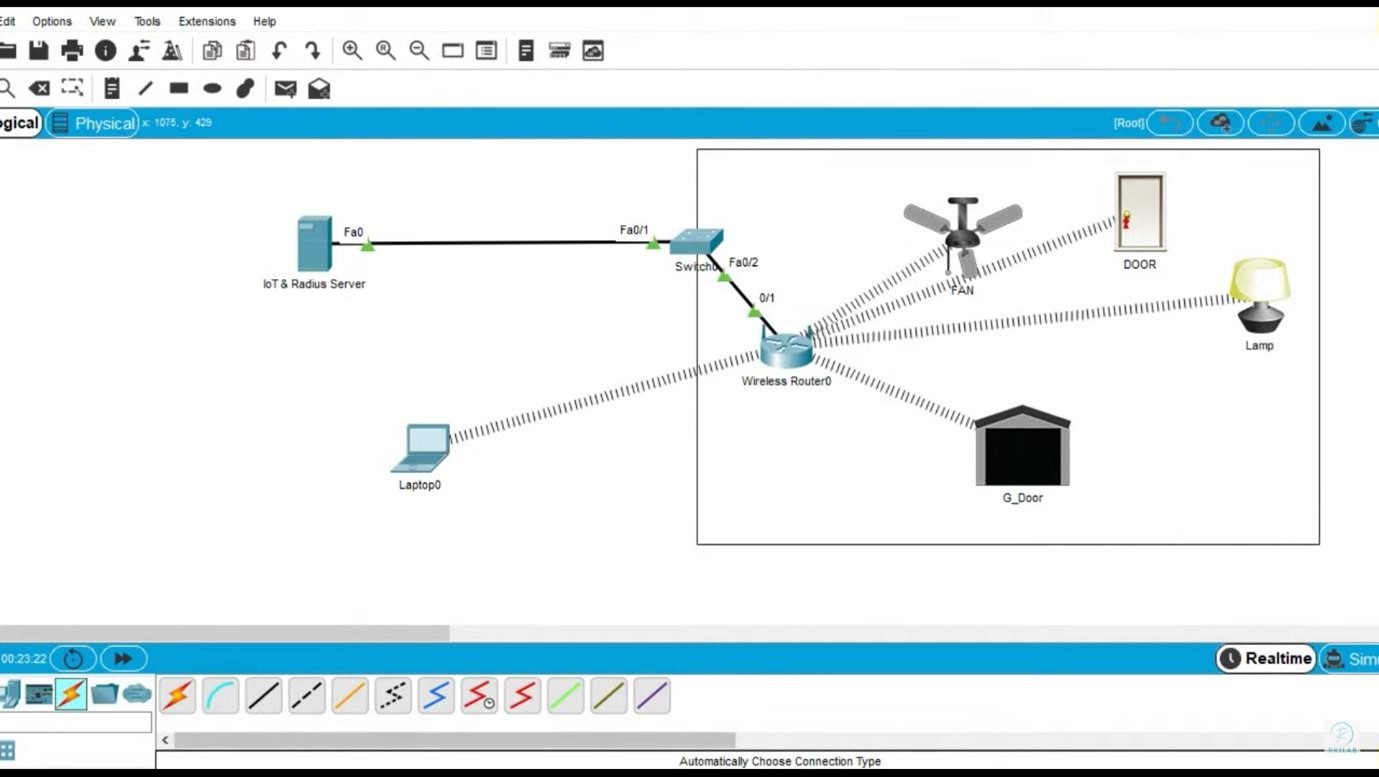 Edit Options View Tools Extensions Help
ogical Physical x: 1075, y: 429 [Root]
Fa0
Fa0/1
Switch0
Fa0/2
IoT & Radius Server
0/1
Wireless Router0
FAN
DOOR
Lamp
Laptop0
G_Door
00:23:22 Realtime Sim
Automatically Choose Connection Type